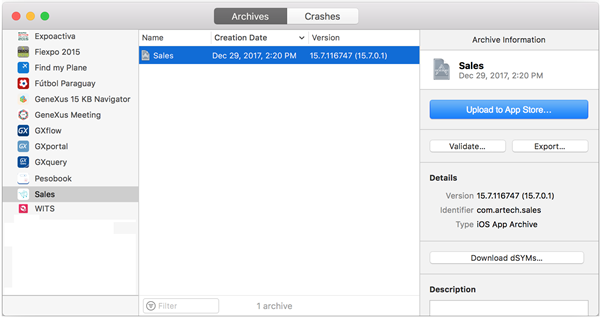 Archives Crashes
Expoactiva
Fiexpo 2015
Find my Plane
Fútbol Paraguay
GeneXus 15 KB Navigator
GeneXus Meeting
GXflow
GXportal
GXquery
Pesobook
Sales
WITS
Name Creation Date Version
Sales Dec 29, 2017, 2:20 PM 15.7.116747 (15.7.0.1)
Filter 1 archive
Archive Information
Sales
Dec 29, 2017, 2:20 PM
Upload to App Store...
Validate... Export...
Details
Version 15.7.116747 (15.7.0.1)
Identifier com.artech.sales
Type iOS App Archive
Download dSYMs...
Description